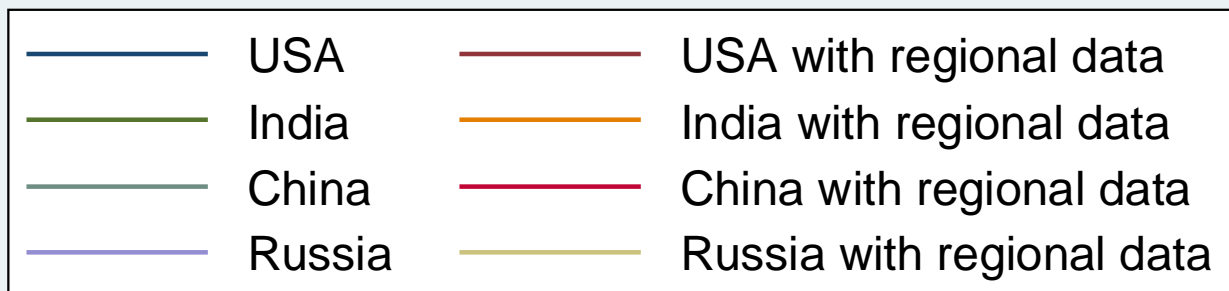 USA USA with regional data
India India with regional data
China China with regional data
Russia Russia with regional data